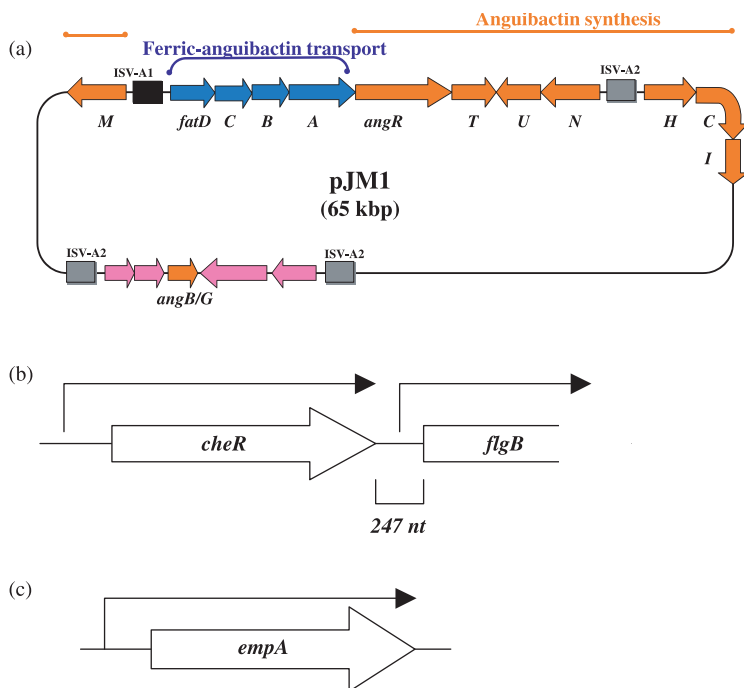 Anguibactin synthesis
(a)
Ferric-anguibactin transport
ISV-A1
ISV-A2
M fatD C B A angR T U N H C
I
pJM1
(65 kbp)
ISV-A2 ISV-A2
angB/G
(b)
cheR flgB
247 nt
(c)
empA